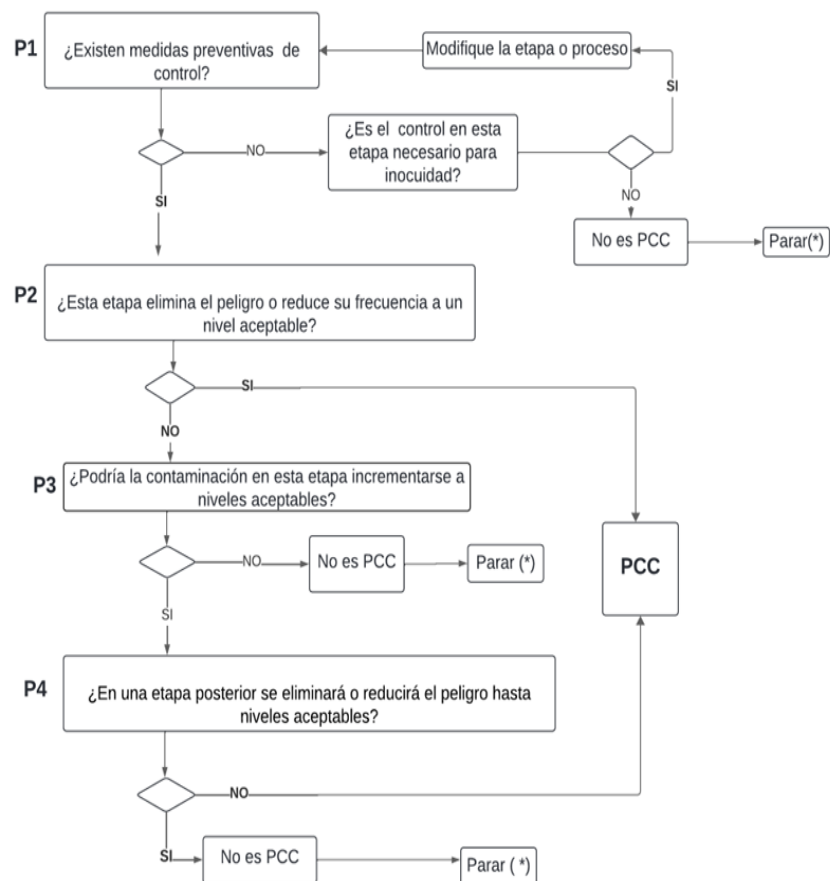 P1
¿Existen medidas preventivas de
control?
Modifique la etapa o proceso
SI
NO
¿Es el control en esta
etapa necesario para
inocuidad?
NO
SI
No es PCC
Parar(*)
P2
¿Esta etapa elimina el peligro o reduce su frecuencia a un
nivel aceptable?
SI
NO
P3
¿Podría la contaminación en esta etapa incrementarse a
niveles aceptables?
NO
No es PCC
Parar (*)
PCC
SI
P4
¿En una etapa posterior se eliminará o reducirá el peligro hasta
niveles aceptables?
NO
SI
No es PCC
Parar ( *)